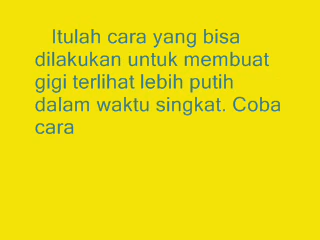 Itulah cara yang bisa
dilakukan untuk membuat
gigi terlihat lebih putih
dalam waktu singkat. Coba
cara